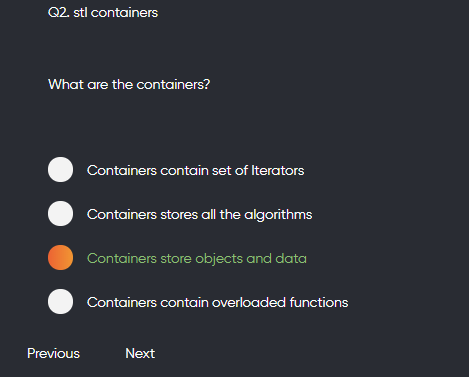 Q2. stl containers
What are the containers?
Containers contain set of Iterators
Containers stores all the algorithms
Containers store objects and data
Containers contain overloaded functions
Previous Next